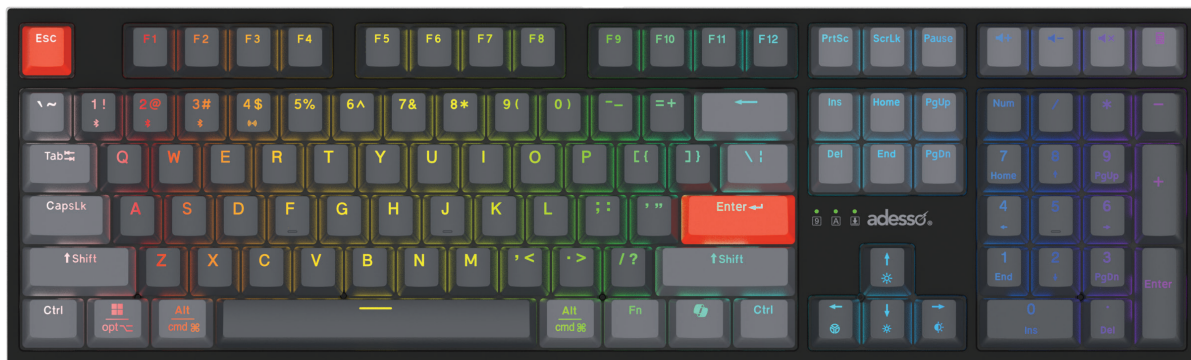 Esc F1 F2 F3 F4 F5 F6 F7 F8 F9 F10 F11 F12 PrtSc ScrLk Pause
` ~ 1 ! 2 @ 3 # 4 $ 5 % 6 ^ 7 & 8 * 9 ( 0 ) - _ = + Ins Home PgUp Num / * -
Tab Q W E R T Y U I O P [ { ] } \ ¦ Del End PgDn 7 Home 8 9 PgUp +
CapsLk A S D F G H J K L ; : ' " Enter 9 A adesso 4 5 6
Shift Z X C V B N M , < . > / ? Shift 1 End 2 3 PgDn Enter
Ctrl opt Alt cmd ⌘ Alt cmd ⌘ Fn Ctrl 0 Ins . Del